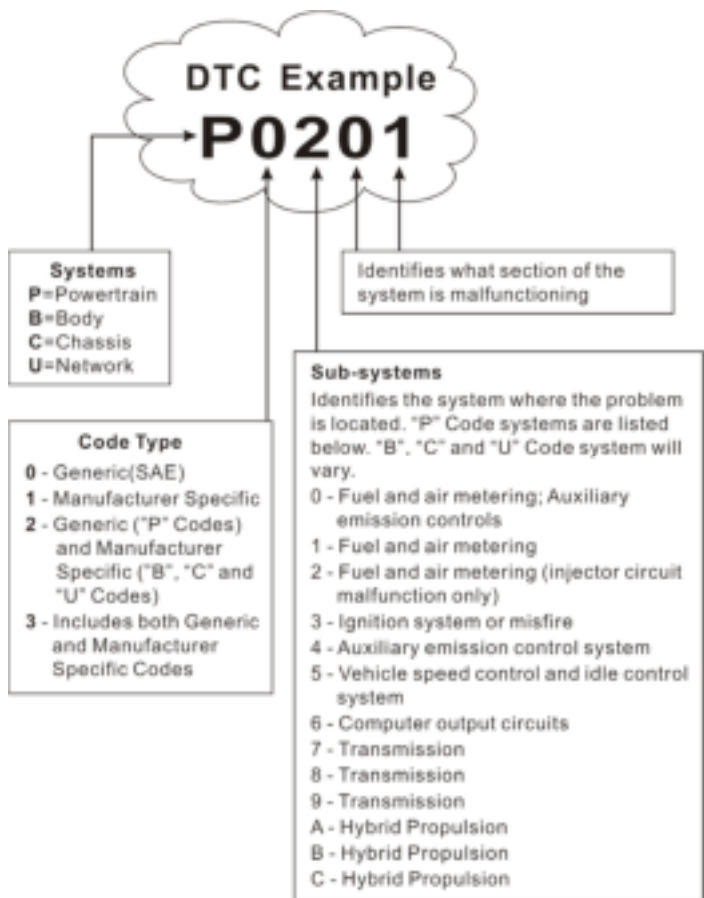 DTC Example
P0201
Systems
P=Powertrain
B=Body
C=Chassis
U=Network
Identifies what section of the
system is malfunctioning
Code Type
0 - Generic(SAE)
1 - Manufacturer Specific
2 - Generic ("P" Codes)
and Manufacturer
Specific ("B", "C" and
"U" Codes)
3 - Includes both Generic
and Manufacturer
Specific Codes
Sub-systems
Identifies the system where the problem
is located. "P" Code systems are listed
below. "B", "C" and "U" Code system will
vary.
0 - Fuel and air metering; Auxiliary
emission controls
1 - Fuel and air metering
2 - Fuel and air metering (injector circuit
malfunction only)
3 - Ignition system or misfire
4 - Auxiliary emission control system
5 - Vehicle speed control and idle control
system
6 - Computer output circuits
7 - Transmission
8 - Transmission
9 - Transmission
A - Hybrid Propulsion
B - Hybrid Propulsion
C - Hybrid Propulsion